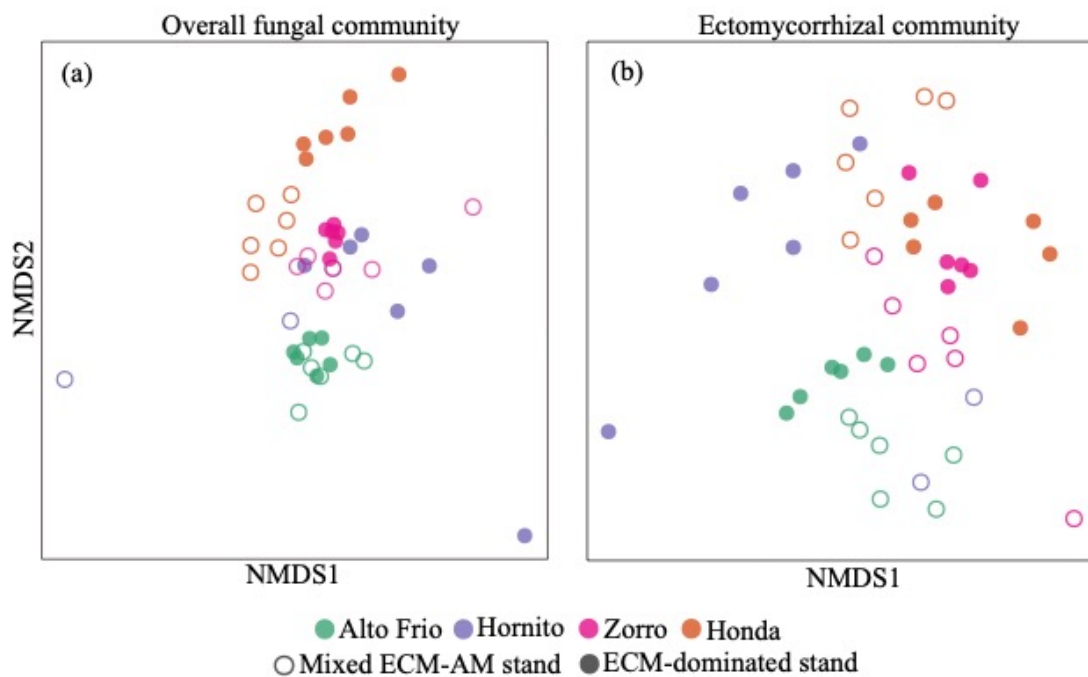 Overall fungal community
Ectomycorrhizal community
(a)
(b)
NMDS2
NMDS1
NMDS1
Alto Frio Hornito Zorro Honda
Mixed ECM-AM stand ECM-dominated stand